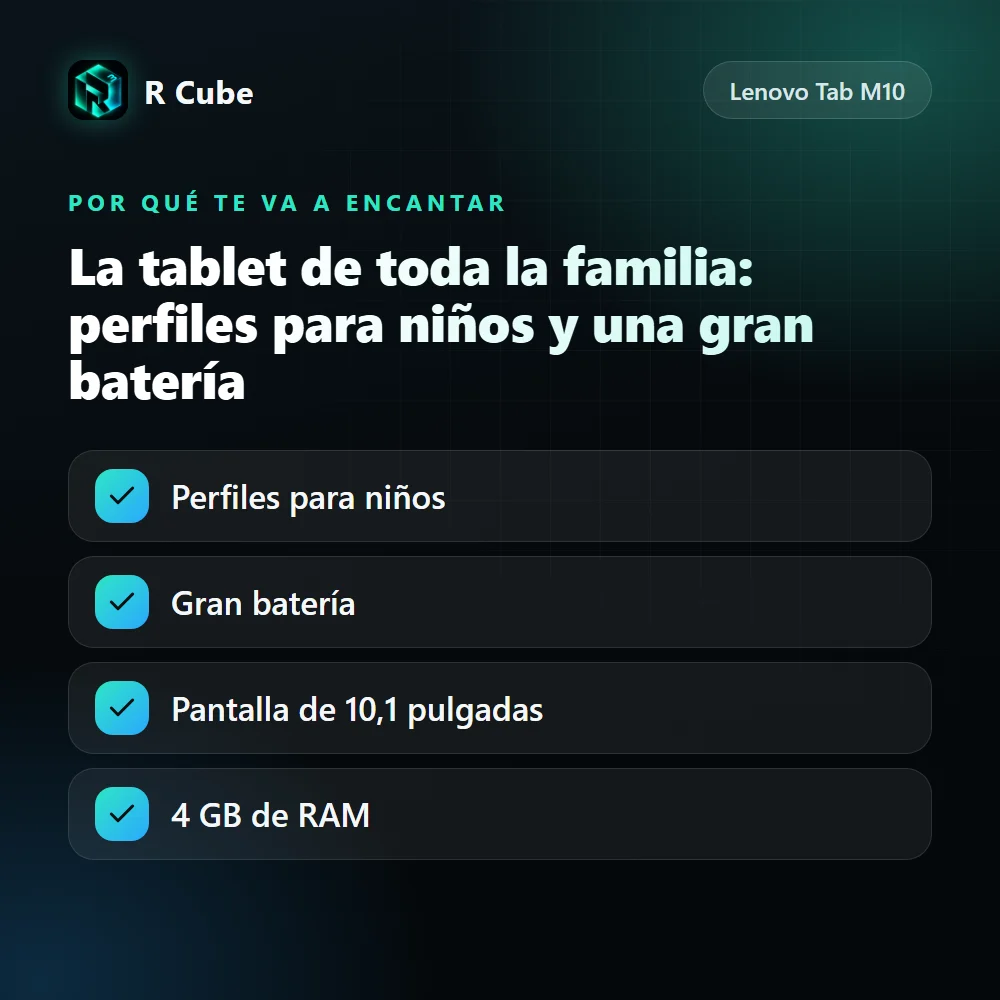 R Cube
Lenovo Tab M10
POR QUÉ TE VA A ENCANTAR
La tablet de toda la familia:
perfiles para niños y una gran
batería
Perfiles para niños
Gran batería
Pantalla de 10,1 pulgadas
4 GB de RAM